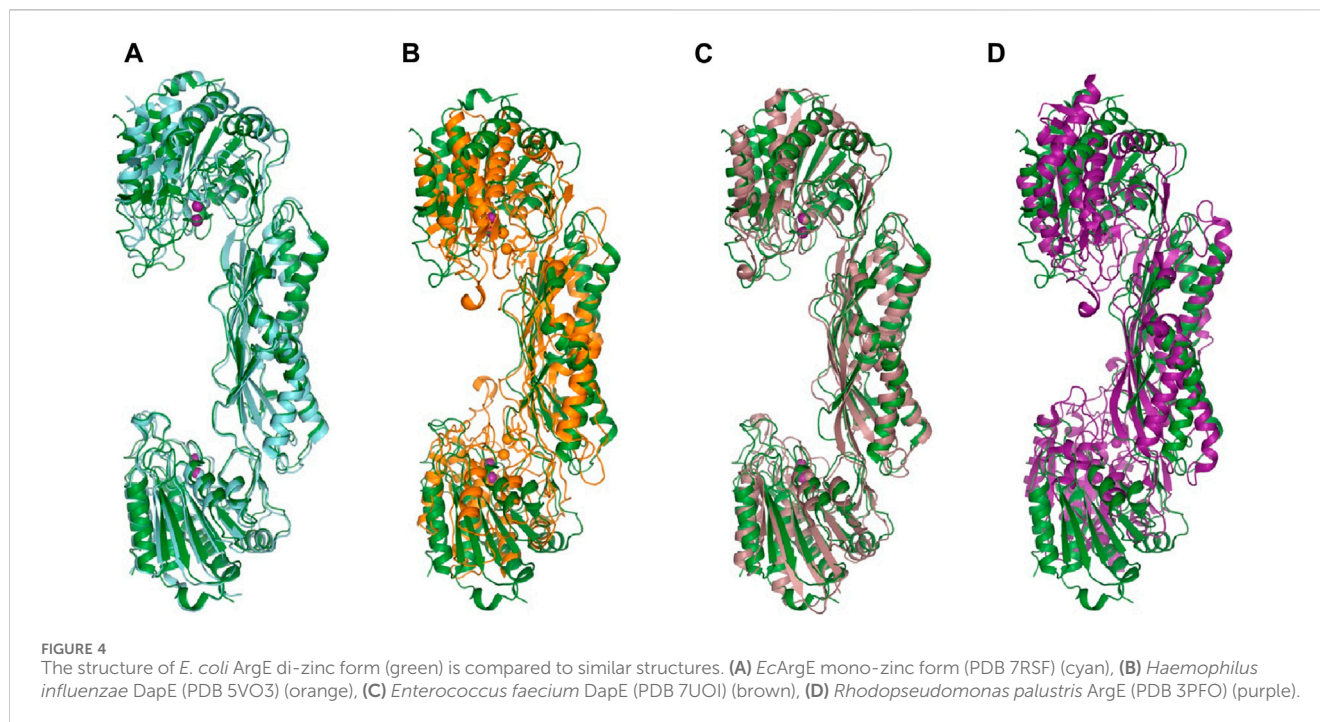 A B C D
FIGURE 4
The structure of E. coli ArgE di-zinc form (green) is compared to similar structures. (A) EcArgE mono-zinc form (PDB 7RSF) (cyan), (B) Haemophilus
influenzae DapE (PDB 5VO3) (orange), (C) Enterococcus faecium DapE (PDB 7UOI) (brown), (D) Rhodopseudomonas palustris ArgE (PDB 3PFO) (purple).